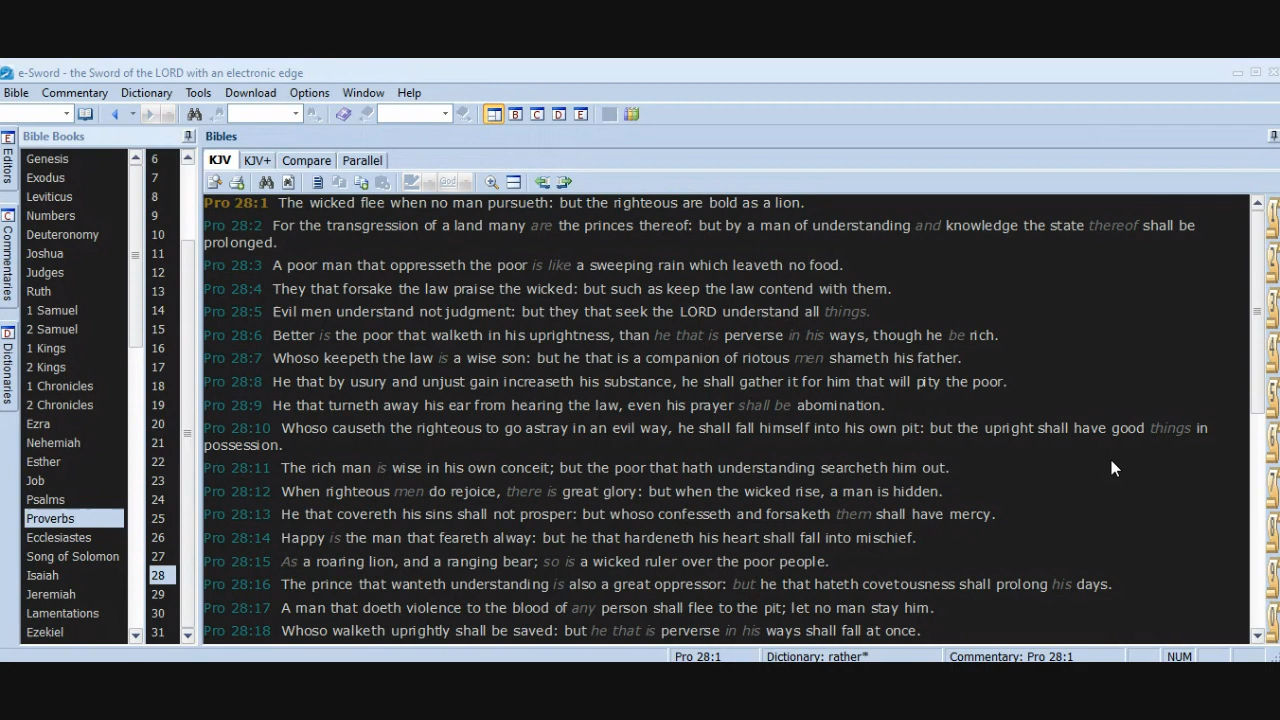 e-Sword - the Sword of the LORD with an electronic edge
Bible Commentary Dictionary Tools Download Options Window Help
B C D E
Bible Books
Bibles
E Editors
C Commentaries
D Dictionaries
Genesis
Exodus
Leviticus
Numbers
Deuteronomy
Joshua
Judges
Ruth
1 Samuel
2 Samuel
1 Kings
2 Kings
1 Chronicles
2 Chronicles
Ezra
Nehemiah
Esther
Job
Psalms
Proverbs
Ecclesiastes
Song of Solomon
Isaiah
Jeremiah
Lamentations
Ezekiel
6
7
8
9
10
11
12
13
14
15
16
17
18
19
20
21
22
23
24
25
26
27
28
29
30
31
KJV KJV+ Compare Parallel
God
Pro 28:1 The wicked flee when no man pursueth: but the righteous are bold as a lion.
Pro 28:2 For the transgression of a land many are the princes thereof: but by a man of understanding and knowledge the state thereof shall be
prolonged.
Pro 28:3 A poor man that oppresseth the poor is like a sweeping rain which leaveth no food.
Pro 28:4 They that forsake the law praise the wicked: but such as keep the law contend with them.
Pro 28:5 Evil men understand not judgment: but they that seek the LORD understand all things.
Pro 28:6 Better is the poor that walketh in his uprightness, than he that is perverse in his ways, though he be rich.
Pro 28:7 Whoso keepeth the law is a wise son: but he that is a companion of riotous men shameth his father.
Pro 28:8 He that by usury and unjust gain increaseth his substance, he shall gather it for him that will pity the poor.
Pro 28:9 He that turneth away his ear from hearing the law, even his prayer shall be abomination.
Pro 28:10 Whoso causeth the righteous to go astray in an evil way, he shall fall himself into his own pit: but the upright shall have good things in
possession.
Pro 28:11 The rich man is wise in his own conceit; but the poor that hath understanding searcheth him out.
Pro 28:12 When righteous men do rejoice, there is great glory: but when the wicked rise, a man is hidden.
Pro 28:13 He that covereth his sins shall not prosper: but whoso confesseth and forsaketh them shall have mercy.
Pro 28:14 Happy is the man that feareth alway: but he that hardeneth his heart shall fall into mischief.
Pro 28:15 As a roaring lion, and a ranging bear; so is a wicked ruler over the poor people.
Pro 28:16 The prince that wanteth understanding is also a great oppressor: but he that hateth covetousness shall prolong his days.
Pro 28:17 A man that doeth violence to the blood of any person shall flee to the pit; let no man stay him.
Pro 28:18 Whoso walketh uprightly shall be saved: but he that is perverse in his ways shall fall at once.
1
2
3
4
5
6
7
8
9
0
Pro 28:1 Dictionary: rather* Commentary: Pro 28:1 NUM